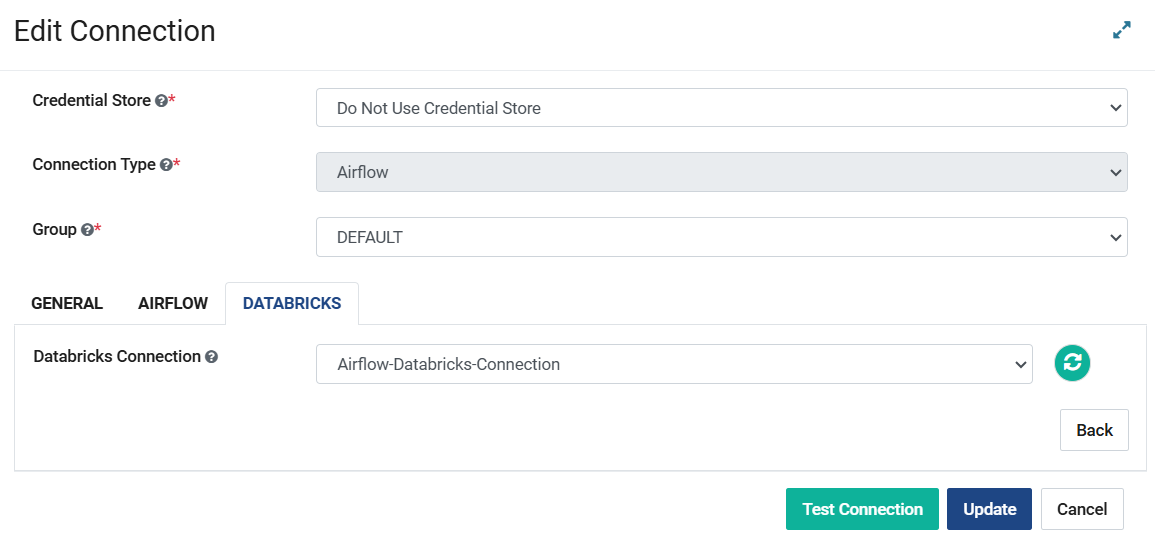 Edit Connection
Credential Store ?*
Do Not Use Credential Store
Connection Type ?*
Airflow
Group ?*
DEFAULT
GENERAL AIRFLOW DATABRICKS
Databricks Connection ?
Airflow-Databricks-Connection
Back
Test Connection Update Cancel